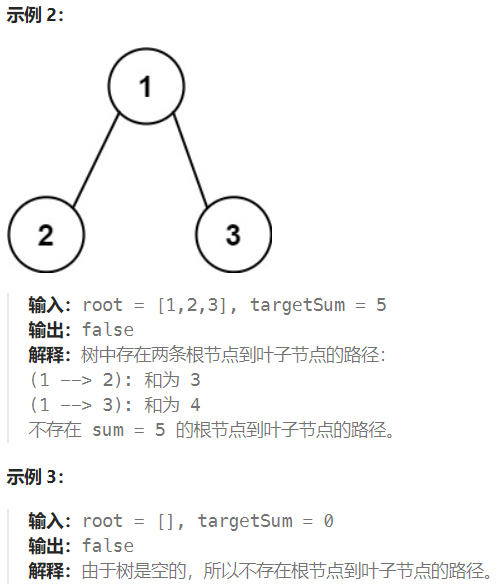 示例 2：
1
2 3
输入：root = [1,2,3], targetSum = 5
输出：false
解释：树中存在两条根节点到叶子节点的路径：
(1 --> 2): 和为 3
(1 --> 3): 和为 4
不存在 sum = 5 的根节点到叶子节点的路径。
示例 3：
输入：root = [], targetSum = 0
输出：false
解释：由于树是空的，所以不存在根节点到叶子节点的路径。